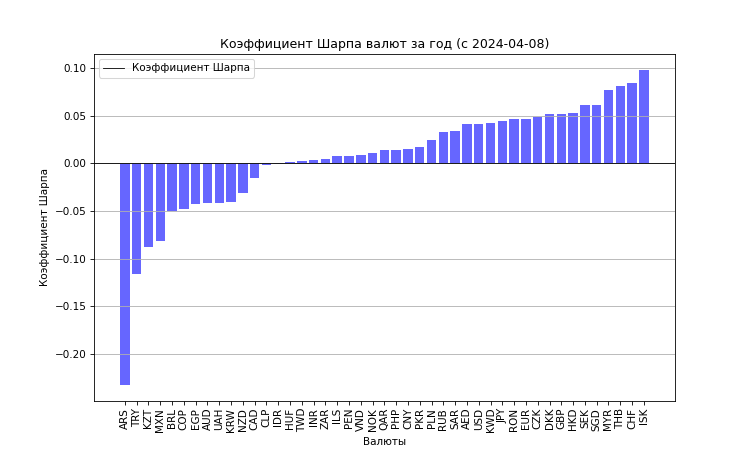 Коэффициент Шарпа валют за год (с 2024-04-08)
Коэффициент Шарпа
0.10
0.05
0.00
−0.05
−0.10
−0.15
−0.20
Коэффициент Шарпа
ARS TRY KZT MXN BRL COP EGP AUD UAH KRW NZD CAD CLP IDR HUF TWD INR ZAR ILS PEN VND NOK QAR PHP CNY PKR PLN RUB SAR AED USD KWD JPY RON EUR CZK DKK GBP HKD SEK SGD MYR THB CHF ISK
Валюты